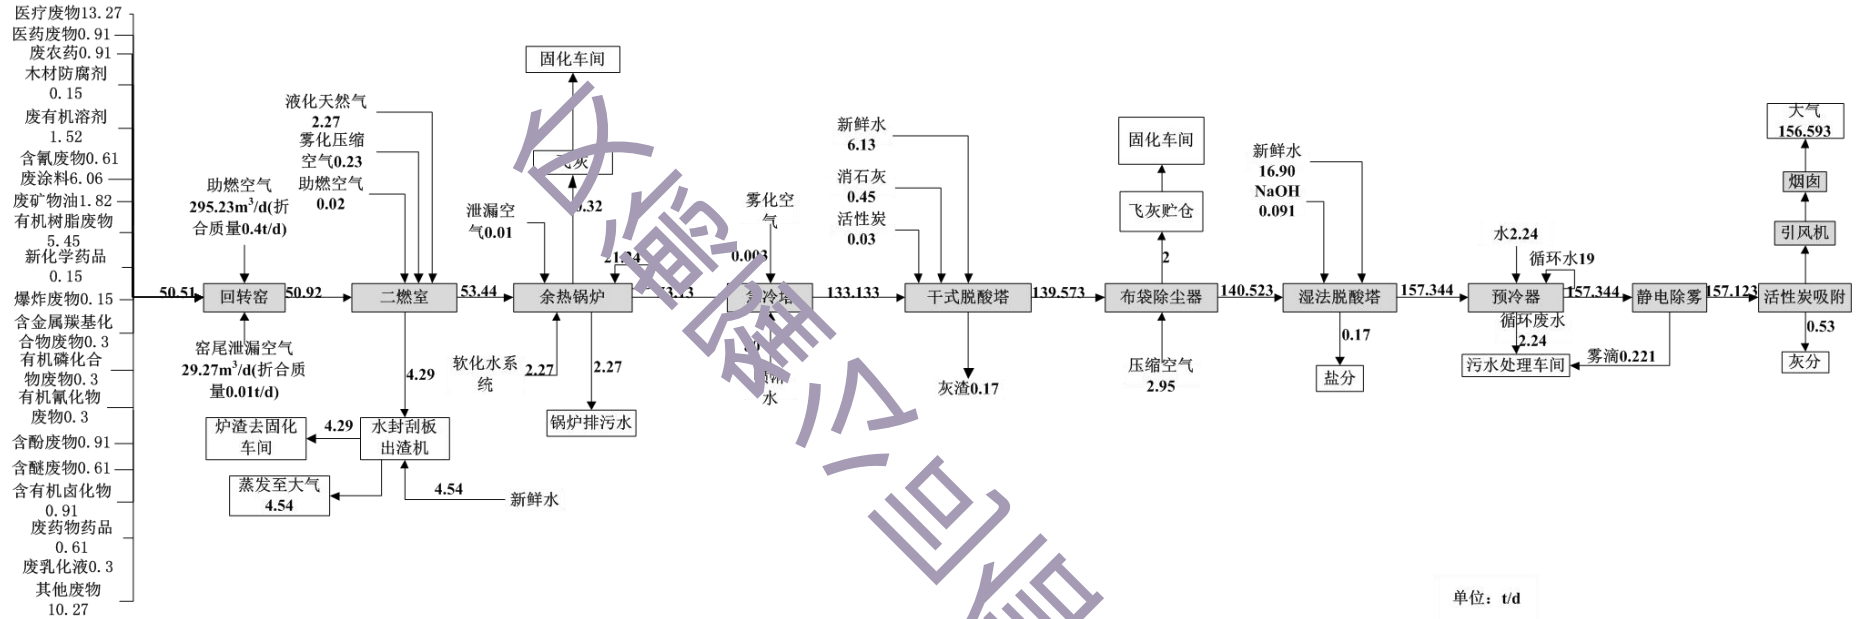 医疗废物13.27
医药废物0.91
废农药0.91
木材防腐剂
0.15
废有机溶剂
1.52
含氰废物0.61
废涂料6.06
废矿物油1.82
有机树脂废物
5.45
新化学药品
0.15
爆炸废物0.15
含金属羰基化
合物废物0.3
有机磷化合
物废物0.3
有机氰化物
废物0.3
含酚废物0.91
含醚废物0.61
含有机卤化物
0.91
废药物药品
0.61
废乳化液0.3
其他废物
10.27
50.51
助燃空气
295.23m³/d(折
合质量0.4t/d)
回转窑
窑尾泄漏空气
29.27m³/d(折合质
量0.01t/d)
50.92
液化天然气
2.27
雾化压缩
空气0.23
助燃空气
0.02
二燃室
4.29
水封刮板
出渣机
4.29
炉渣去固化
车间
蒸发至大气
4.54
4.54
新鲜水
53.44
固化车间
飞灰
0.32
泄漏空
气0.01
21.24
余热锅炉
软化水系
统
2.27
2.27
锅炉排污水
雾化空
气
0.003
急冷塔
水
133.133
新鲜水
6.13
消石灰
0.45
活性炭
0.03
干式脱酸塔
灰渣0.17
139.573
固化车间
飞灰贮仓
2
布袋除尘器
压缩空气
2.95
140.523
新鲜水
16.90
NaOH
0.091
湿法脱酸塔
0.17
盐分
157.344
水2.24
循环水19
预冷器
循环废水
2.24
污水处理车间
157.344
静电除雾
雾滴0.221
157.123
大气
156.593
烟囱
引风机
活性炭吸附
0.53
灰分
单位：t/d
公司信